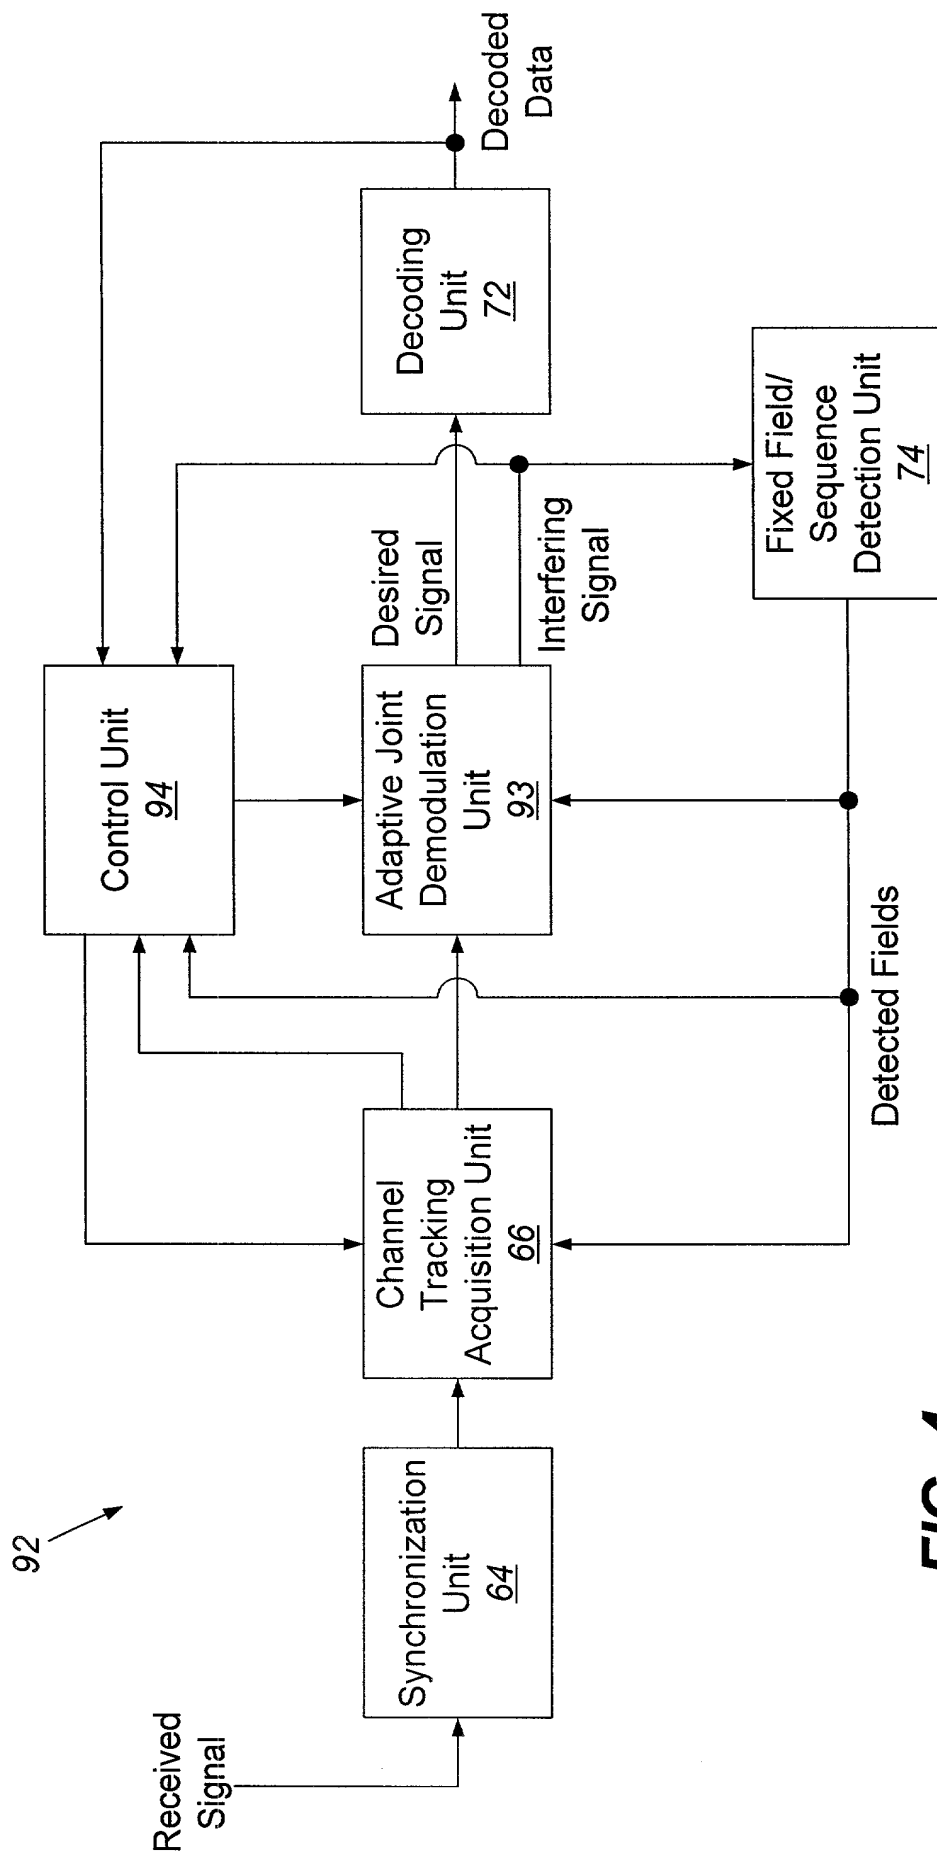 92
Received
Signal
Synchronization
Unit
64
Channel
Tracking
Acquisition Unit
66
Control Unit
94
Adaptive Joint
Demodulation
Unit
93
Desired
Signal
Interfering
Signal
Decoding
Unit
72
Decoded
Data
Fixed Field/
Sequence
Detection Unit
74
Detected Fields